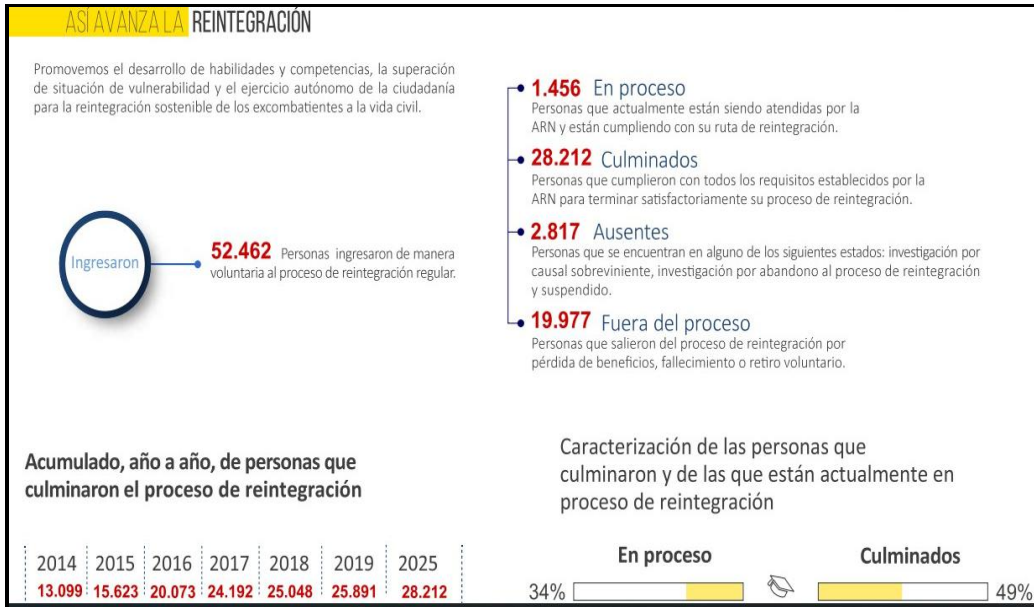 ASÍ AVANZA LA REINTEGRACIÓN
Promovemos el desarrollo de habilidades y competencias, la superación
de situación de vulnerabilidad y el ejercicio autónomo de la ciudadanía
para la reintegración sostenible de los excombatientes a la vida civil.
Ingresaron
52.462 Personas ingresaron de manera
voluntaria al proceso de reintegración regular.
1.456 En proceso
Personas que actualmente están siendo atendidas por la
ARN y están cumpliendo con su ruta de reintegración.
28.212 Culminados
Personas que cumplieron con todos los requisitos establecidos por la
ARN para terminar satisfactoriamente su proceso de reintegración.
2.817 Ausentes
Personas que se encuentran en alguno de los siguientes estados: investigación por
causal sobreviniente, investigación por abandono al proceso de reintegración
y suspendido.
19.977 Fuera del proceso
Personas que salieron del proceso de reintegración por
pérdida de beneficios, fallecimiento o retiro voluntario.
Acumulado, año a año, de personas que
culminaron el proceso de reintegración
2014 2015 2016 2017 2018 2019 2025
13.099 15.623 20.073 24.192 25.048 25.891 28.212
Caracterización de las personas que
culminaron y de las que están actualmente en
proceso de reintegración
En proceso Culminados
34% 49%